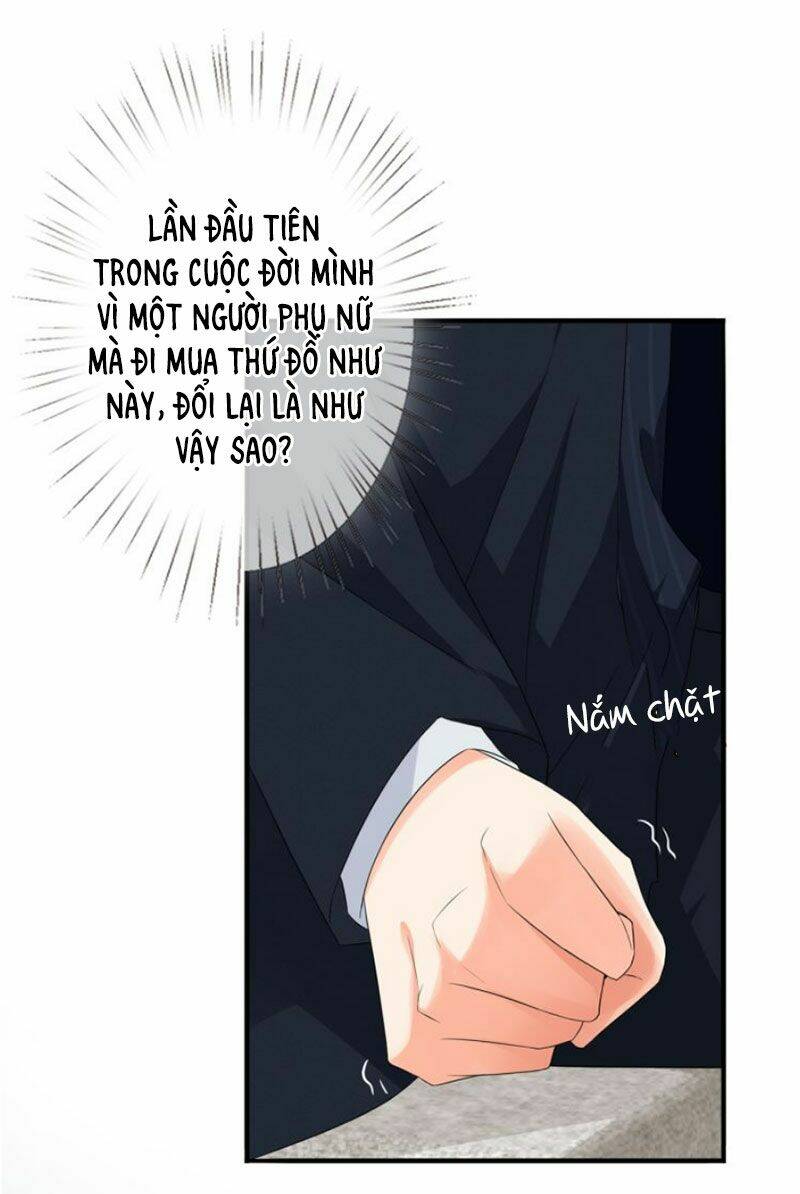 LẦN ĐẦU TIÊN
TRONG CUỘC ĐỜI MÌNH
VÌ MỘT NGƯỜI PHỤ NỮ
MÀ ĐI MUA THỨ ĐỒ NHƯ
NÀY, ĐỔI LẠI LÀ NHƯ
VẬY SAO?
Nắm chặt